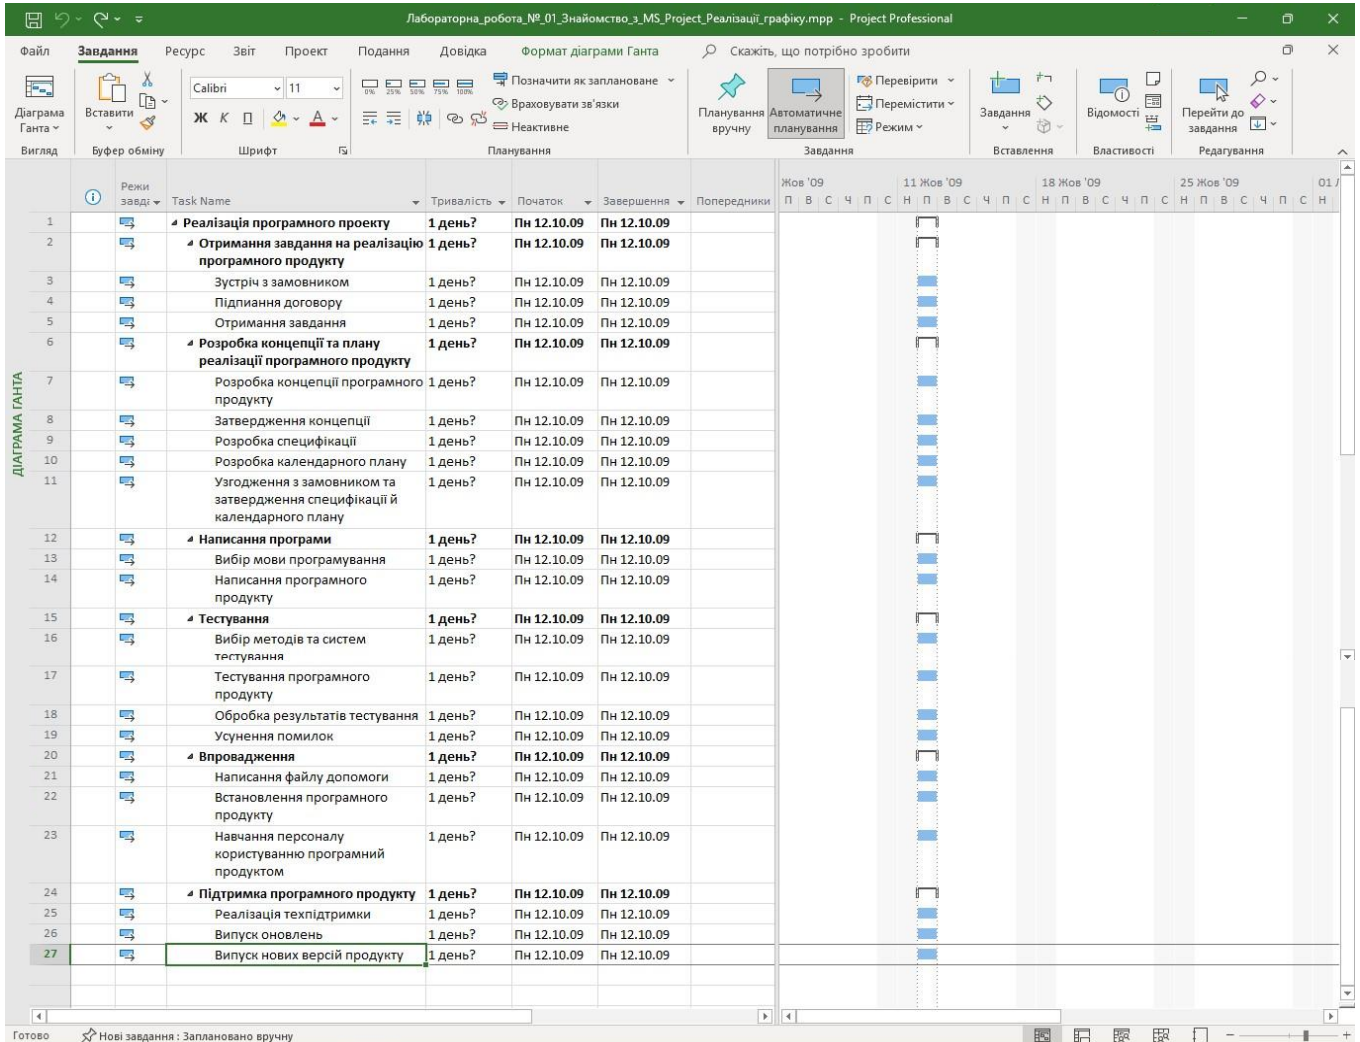 Лабораторна_робота_№_01_Знайомство_з_MS_Project_Реалізації_графіку.mpp - Project Professional
Файл Завдання Ресурс Звіт Проект Подання Довідка Формат діаграми Ганта Скажіть, що потрібно зробити
Діаграма Ганта
Вставити
Calibri 11
Ж К П А
0% 25% 50% 75% 100%
Позначити як заплановане
Враховувати зв'язки
Неактивне
Планування вручну
Автоматичне планування
Перевірити
Перемістити
Режим
Завдання
Відомості
Перейти до завдання
Вигляд Буфер обміну Шрифт Планування Завдання Вставлення Властивості Редагування
Режи завда Task Name Тривалість Початок Завершення Попередники
Жов '09 11 Жов '09 18 Жов '09 25 Жов '09 01
П В С Ч П С Н П В С Ч П С Н П В С Ч П С Н П В С Ч П С Н
ДІАГРАМА ГАНТА
1 Реалізація програмного проекту 1 день? Пн 12.10.09 Пн 12.10.09
2 Отримання завдання на реалізацію 1 день? Пн 12.10.09 Пн 12.10.09
програмного продукту
3 Зустріч з замовником 1 день? Пн 12.10.09 Пн 12.10.09
4 Підпиання договору 1 день? Пн 12.10.09 Пн 12.10.09
5 Отримання завдання 1 день? Пн 12.10.09 Пн 12.10.09
6 Розробка концепції та плану 1 день? Пн 12.10.09 Пн 12.10.09
реалізації програмного продукту
7 Розробка концепції програмного 1 день? Пн 12.10.09 Пн 12.10.09
продукту
8 Затвердження концепції 1 день? Пн 12.10.09 Пн 12.10.09
9 Розробка специфікації 1 день? Пн 12.10.09 Пн 12.10.09
10 Розробка календарного плану 1 день? Пн 12.10.09 Пн 12.10.09
11 Узгодження з замовником та 1 день? Пн 12.10.09 Пн 12.10.09
затвердження специфікації й
календарного плану
12 Написання програми 1 день? Пн 12.10.09 Пн 12.10.09
13 Вибір мови програмування 1 день? Пн 12.10.09 Пн 12.10.09
14 Написання програмного 1 день? Пн 12.10.09 Пн 12.10.09
продукту
15 Тестування 1 день? Пн 12.10.09 Пн 12.10.09
16 Вибір методів та систем 1 день? Пн 12.10.09 Пн 12.10.09
тестування
17 Тестування програмного 1 день? Пн 12.10.09 Пн 12.10.09
продукту
18 Обробка результатів тестування 1 день? Пн 12.10.09 Пн 12.10.09
19 Усунення помилок 1 день? Пн 12.10.09 Пн 12.10.09
20 Впровадження 1 день? Пн 12.10.09 Пн 12.10.09
21 Написання файлу допомоги 1 день? Пн 12.10.09 Пн 12.10.09
22 Встановлення програмного 1 день? Пн 12.10.09 Пн 12.10.09
продукту
23 Навчання персоналу 1 день? Пн 12.10.09 Пн 12.10.09
користуванню програмний
продуктом
24 Підтримка програмного продукту 1 день? Пн 12.10.09 Пн 12.10.09
25 Реалізація техпідтримки 1 день? Пн 12.10.09 Пн 12.10.09
26 Випуск оновлень 1 день? Пн 12.10.09 Пн 12.10.09
27 Випуск нових версій продукту 1 день? Пн 12.10.09 Пн 12.10.09
Готово Нові завдання : Заплановано вручну